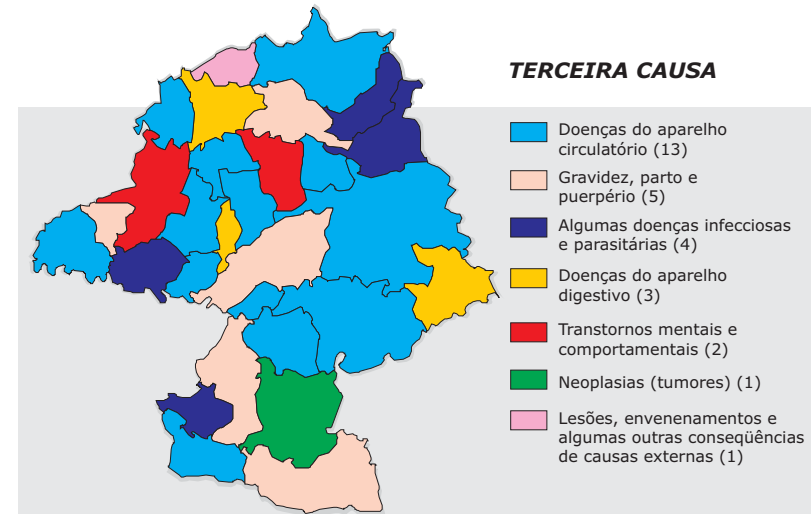 TERCEIRA CAUSA
Doenças do aparelho
circulatório (13)
Gravidez, parto e
puerpério (5)
Algumas doenças infecciosas
e parasitárias (4)
Doenças do aparelho
digestivo (3)
Transtornos mentais e
comportamentais (2)
Neoplasias (tumores) (1)
Lesões, envenenamentos e
algumas outras conseqüências
de causas externas (1)